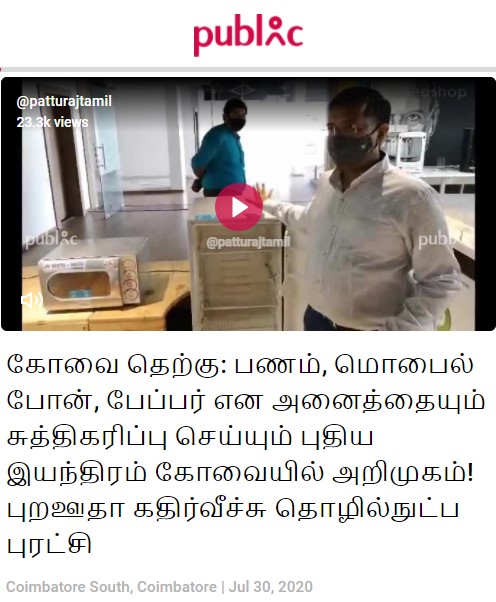 public
@patturajtamil
23.3k views
public
@patturajtamil
கோவை தெற்கு: பணம், மொபைல்
போன், பேப்பர் என அனைத்தையும்
சுத்திகரிப்பு செய்யும் புதிய
இயந்திரம் கோவையில் அறிமுகம்!
புறஊதா கதிர்வீச்சு தொழில்நுட்ப
புரட்சி
Coimbatore South, Coimbatore | Jul 30, 2020